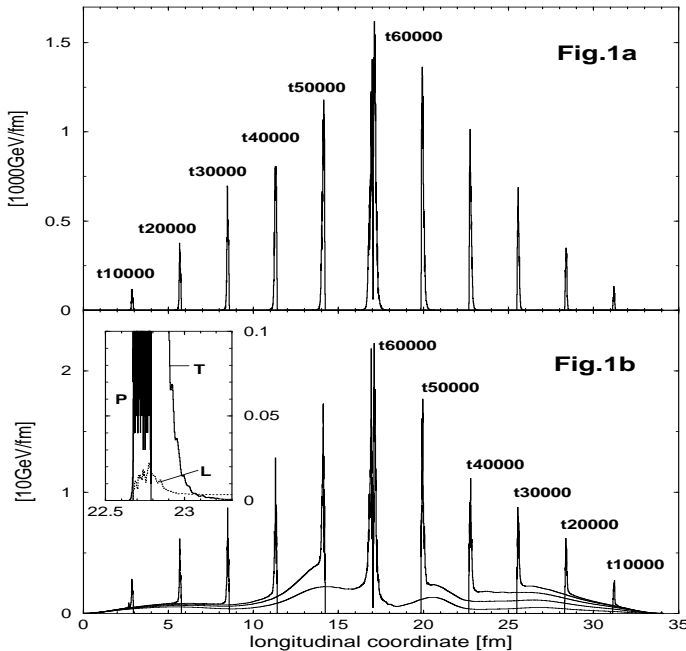 1.5
1
0.5
0
[1000GeV/fm]
Fig.1a
t60000
t50000
t40000
t30000
t20000
t10000
2
1
0
[10GeV/fm]
Fig.1b
0.1
0.05
0
22.5 23
P
T
L
t60000
t50000
t40000
t30000
t20000
t10000
0 5 10 15 20 25 30 35
longitudinal coordinate [fm]